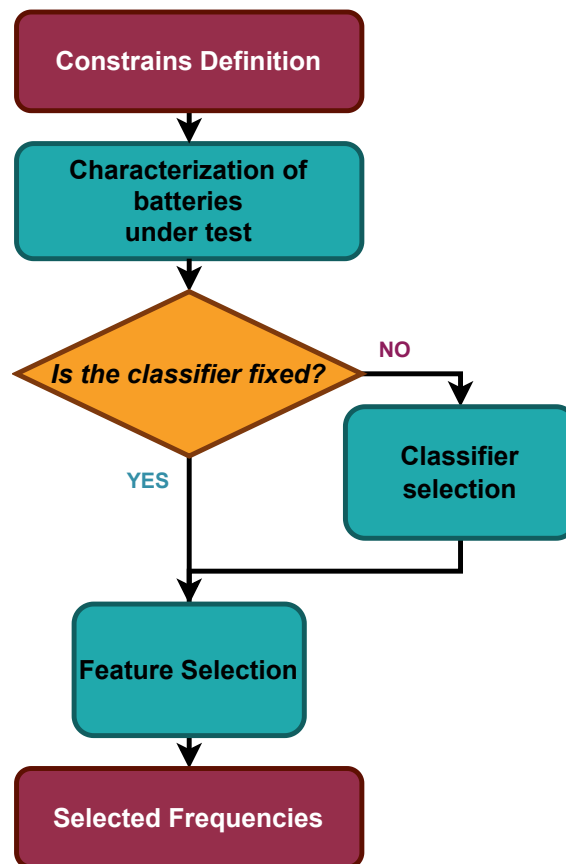 Constrains Definition
Characterization of
batteries
under test
Is the classifier fixed?
NO
Classifier
selection
YES
Feature Selection
Selected Frequencies